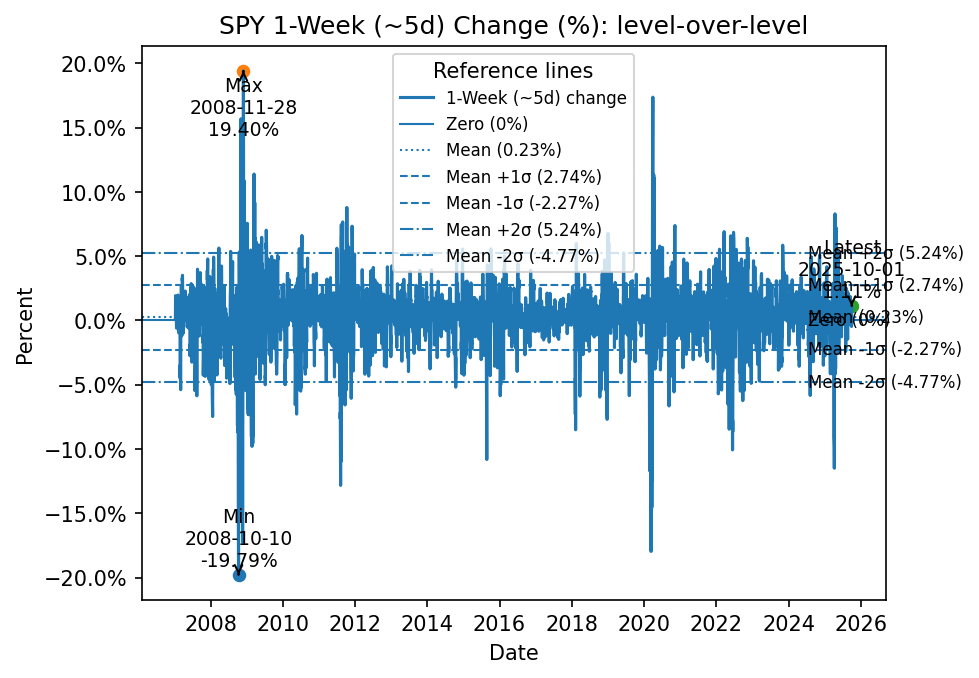 SPY 1-Week (~5d) Change (%): level-over-level
20.0%
15.0%
10.0%
5.0%
0.0%
−5.0%
−10.0%
−15.0%
−20.0%
Percent
Max
2008-11-28
19.40%
Min
2008-10-10
-19.79%
Reference lines
1-Week (~5d) change
Zero (0%)
Mean (0.23%)
Mean +1σ (2.74%)
Mean -1σ (-2.27%)
Mean +2σ (5.24%)
Mean -2σ (-4.77%)
Latest
2025-10-01
Mean +2σ (5.24%)
Mean +1σ (2.74%)
Mean (0.23%)
Zero (0%)
Mean -1σ (-2.27%)
Mean -2σ (-4.77%)
2008 2010 2012 2014 2016 2018 2020 2022 2024 2026
Date